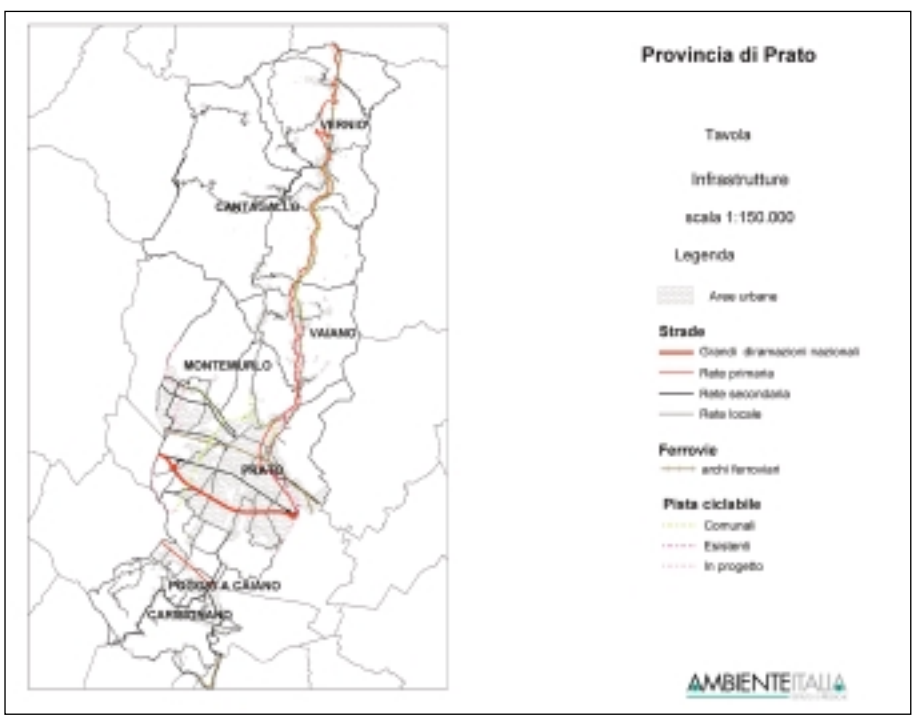 Provincia di Prato
Tavola
Infrastrutture
scala 1:150.000
Legenda
Aree urbane
Strade
Grandi diramazioni nazionali
Rete primaria
Rete secondaria
Rete locale
Ferrovie
archi ferroviari
Pista ciclabile
Comunali
Esistenti
In progetto
VERNIO
CANTAGALLO
VAIANO
MONTEMURLO
PRATO
POGGIO A CAIANO
CARMIGNANO
AMBIENTEITALIA